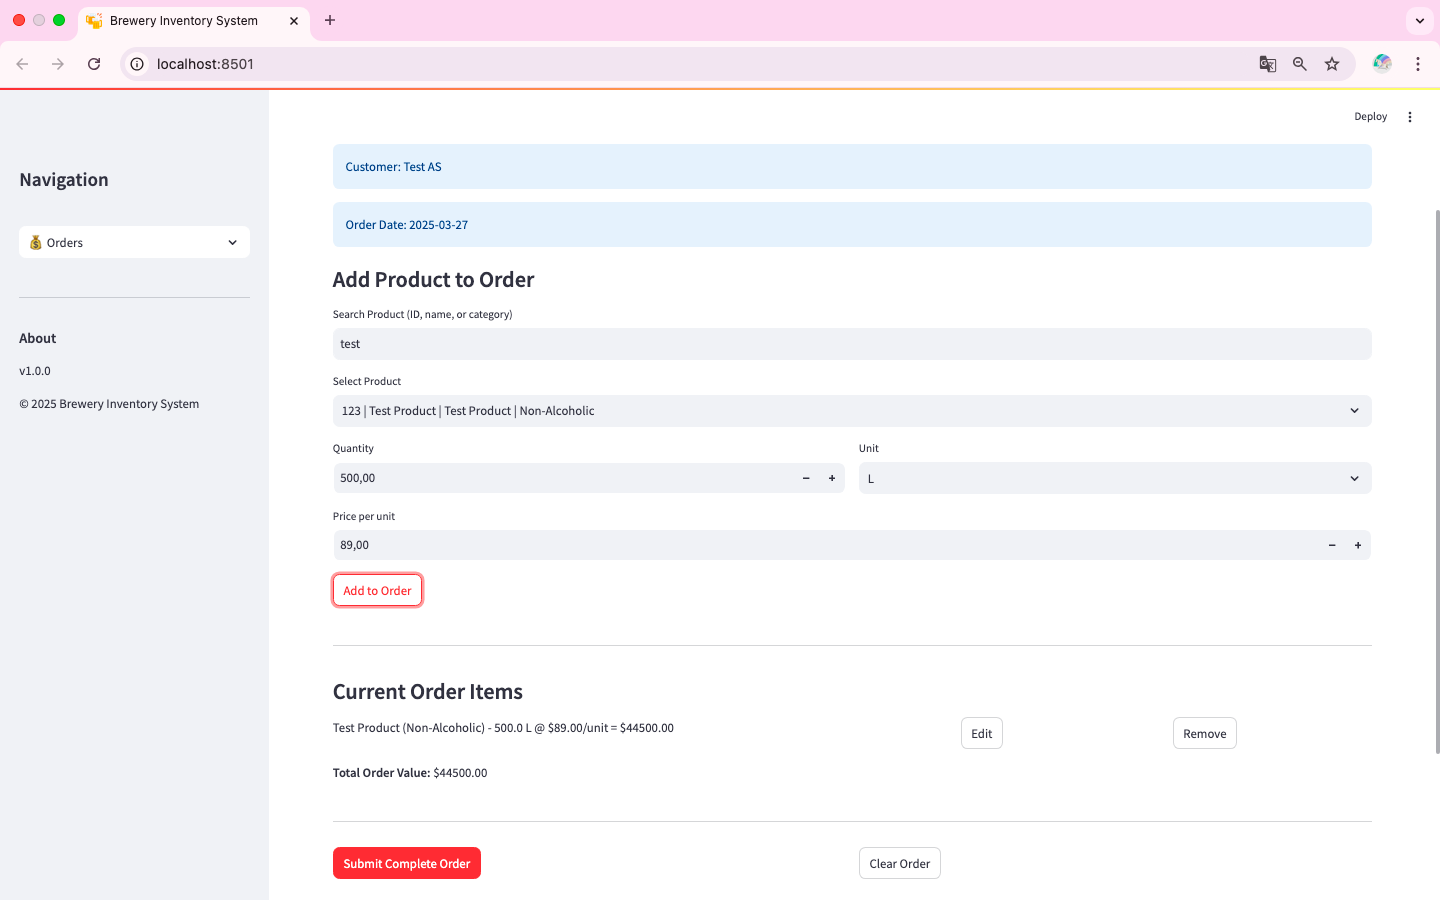 Brewery Inventory System
localhost:8501
Deploy
Navigation
Orders
About
v1.0.0
© 2025 Brewery Inventory System
Customer: Test AS
Order Date: 2025-03-27
Add Product to Order
Search Product (ID, name, or category)
test
Select Product
123 | Test Product | Test Product | Non-Alcoholic
Quantity Unit
500,00 − + L
Price per unit
89,00 − +
Add to Order
Current Order Items
Test Product (Non-Alcoholic) - 500.0 L @ $89.00/unit = $44500.00 Edit Remove
Total Order Value: $44500.00
Submit Complete Order Clear Order